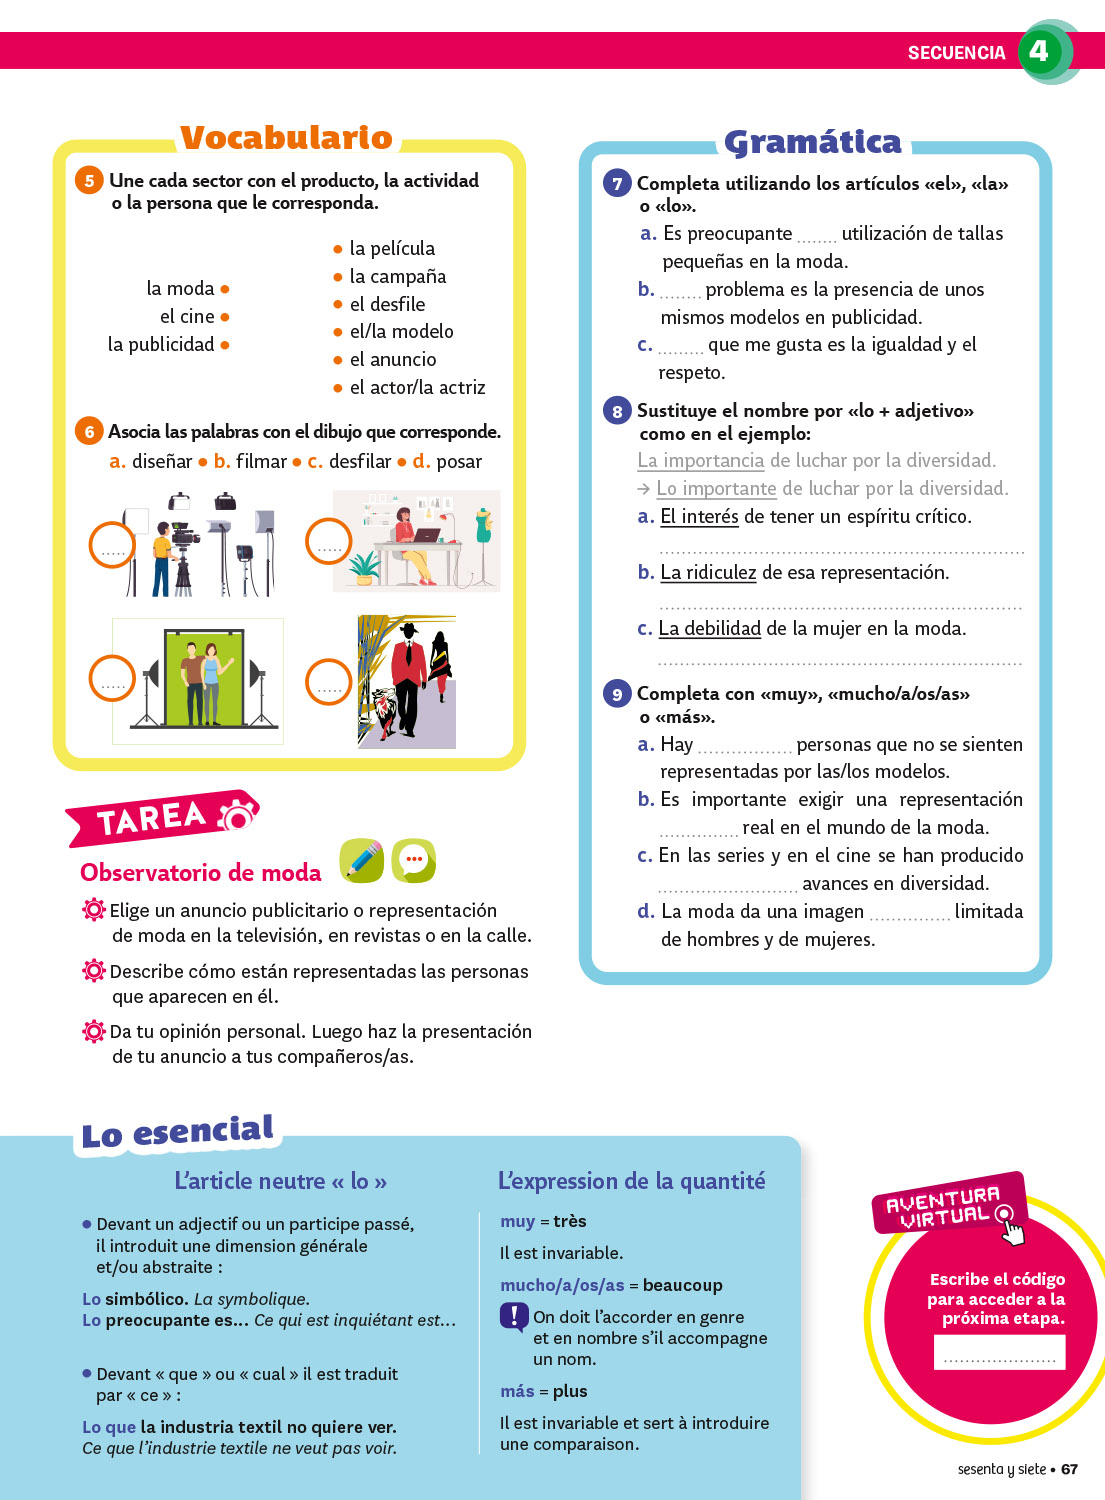 SECUENCIA 4
Vocabulario
5 Une cada sector con el producto, la actividad
o la persona que le corresponda.
la moda •
el cine •
la publicidad •
• la película
• la campaña
• el desfile
• el/la modelo
• el anuncio
• el actor/la actriz
6 Asocia las palabras con el dibujo que corresponde.
a. diseñar • b. filmar • c. desfilar • d. posar
.....
.....
.....
.....
TAREA
Observatorio de moda
Elige un anuncio publicitario o representación
de moda en la televisión, en revistas o en la calle.
Describe cómo están representadas las personas
que aparecen en él.
Da tu opinión personal. Luego haz la presentación
de tu anuncio a tus compañeros/as.
Gramática
7 Completa utilizando los artículos «el», «la»
o «lo».
a. Es preocupante ........ utilización de tallas
pequeñas en la moda.
b. ........ problema es la presencia de unos
mismos modelos en publicidad.
c. ......... que me gusta es la igualdad y el
respeto.
8 Sustituye el nombre por «lo + adjetivo»
como en el ejemplo:
La importancia de luchar por la diversidad.
→ Lo importante de luchar por la diversidad.
a. El interés de tener un espíritu crítico.
..............................................................
b. La ridiculez de esa representación.
..............................................................
c. La debilidad de la mujer en la moda.
..............................................................
9 Completa con «muy», «mucho/a/os/as»
o «más».
a. Hay ................. personas que no se sienten
representadas por las/los modelos.
b. Es importante exigir una representación
............... real en el mundo de la moda.
c. En las series y en el cine se han producido
.......................... avances en diversidad.
d. La moda da una imagen ............... limitada
de hombres y de mujeres.
Lo esencial
L'article neutre « lo »
• Devant un adjectif ou un participe passé,
il introduit une dimension générale
et/ou abstraite :
Lo simbólico. La symbolique.
Lo preocupante es... Ce qui est inquiétant est...
• Devant « que » ou « cual » il est traduit
par « ce » :
Lo que la industria textil no quiere ver.
Ce que l'industrie textile ne veut pas voir.
L'expression de la quantité
muy = très
Il est invariable.
mucho/a/os/as = beaucoup
! On doit l'accorder en genre
et en nombre s'il accompagne
un nom.
más = plus
Il est invariable et sert à introduire
une comparaison.
AVENTURA
VIRTUAL
Escribe el código
para acceder a la
próxima etapa.
.....................
sesenta y siete • 67